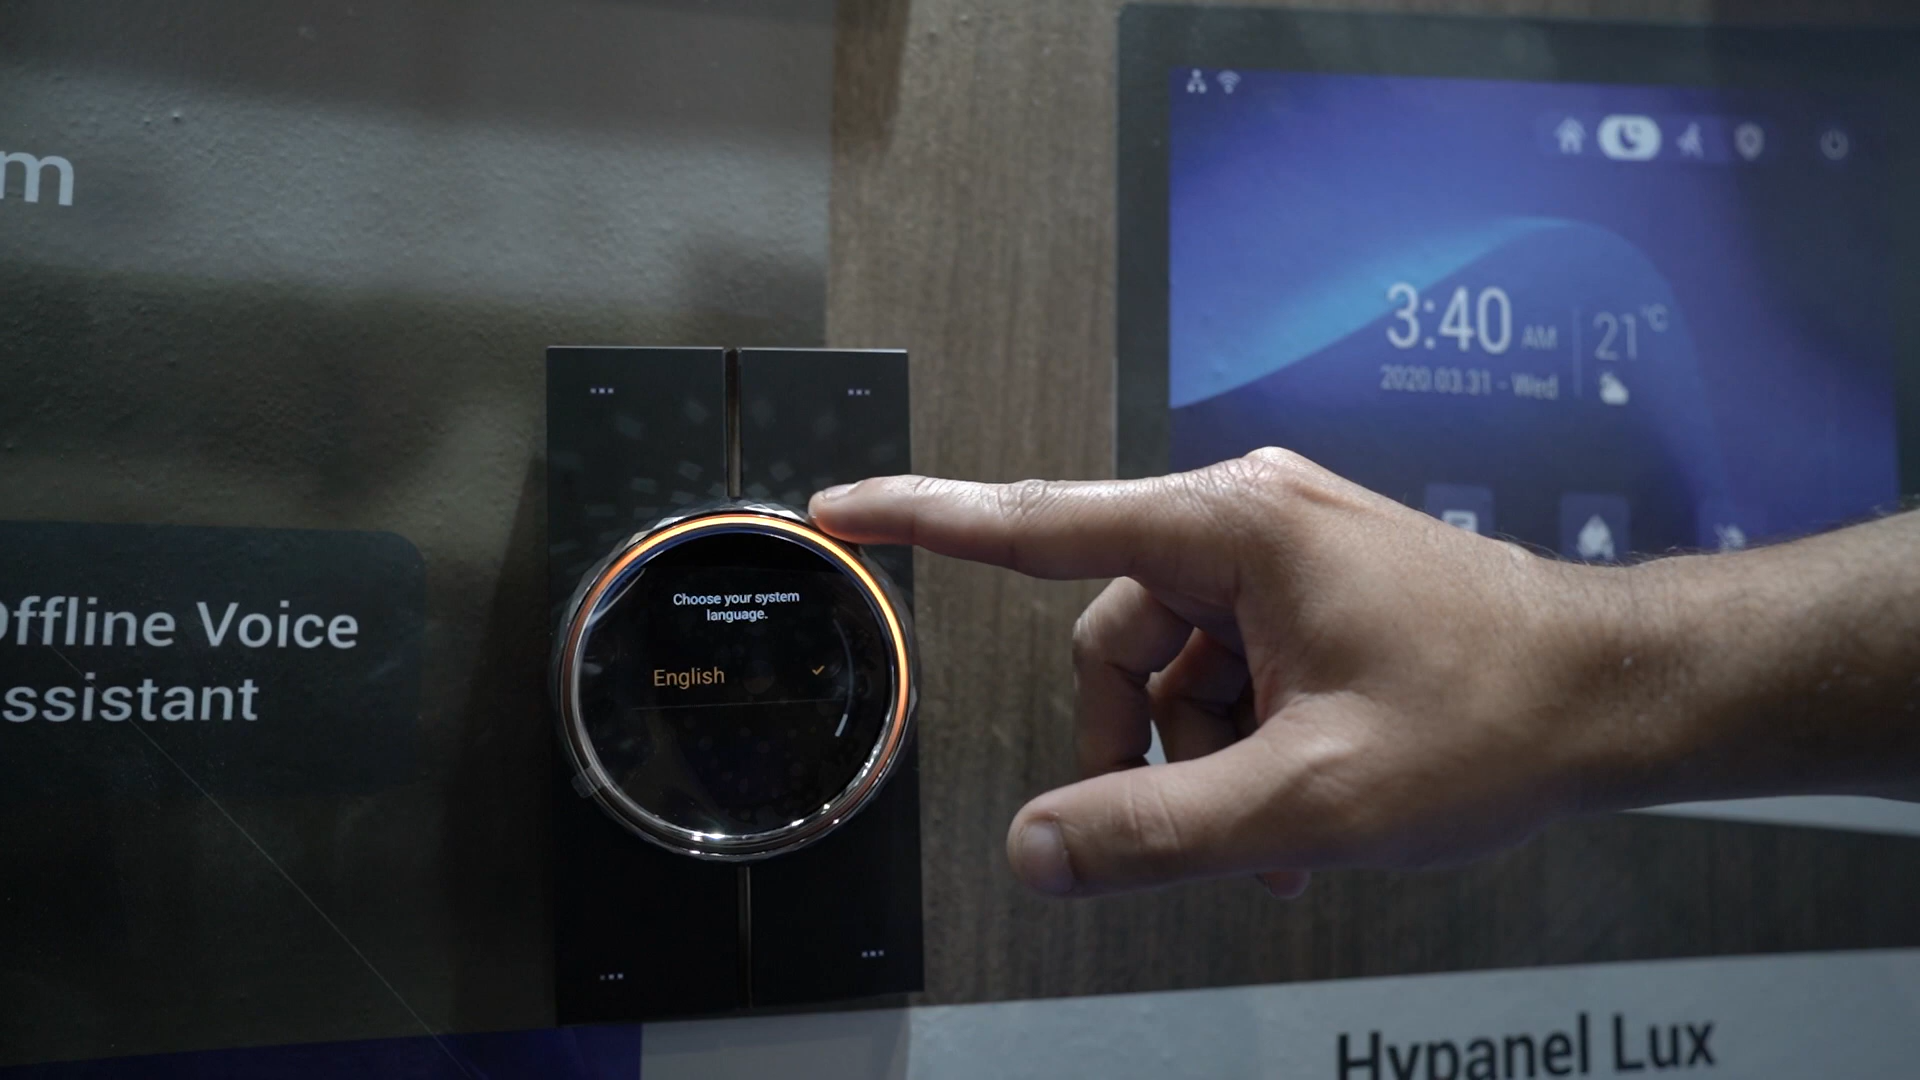 m
Offline Voice
ssistant
Choose your system
language.
English
3:40 AM
21 °C
2020.03.31 - Wed
Hypanel Lux